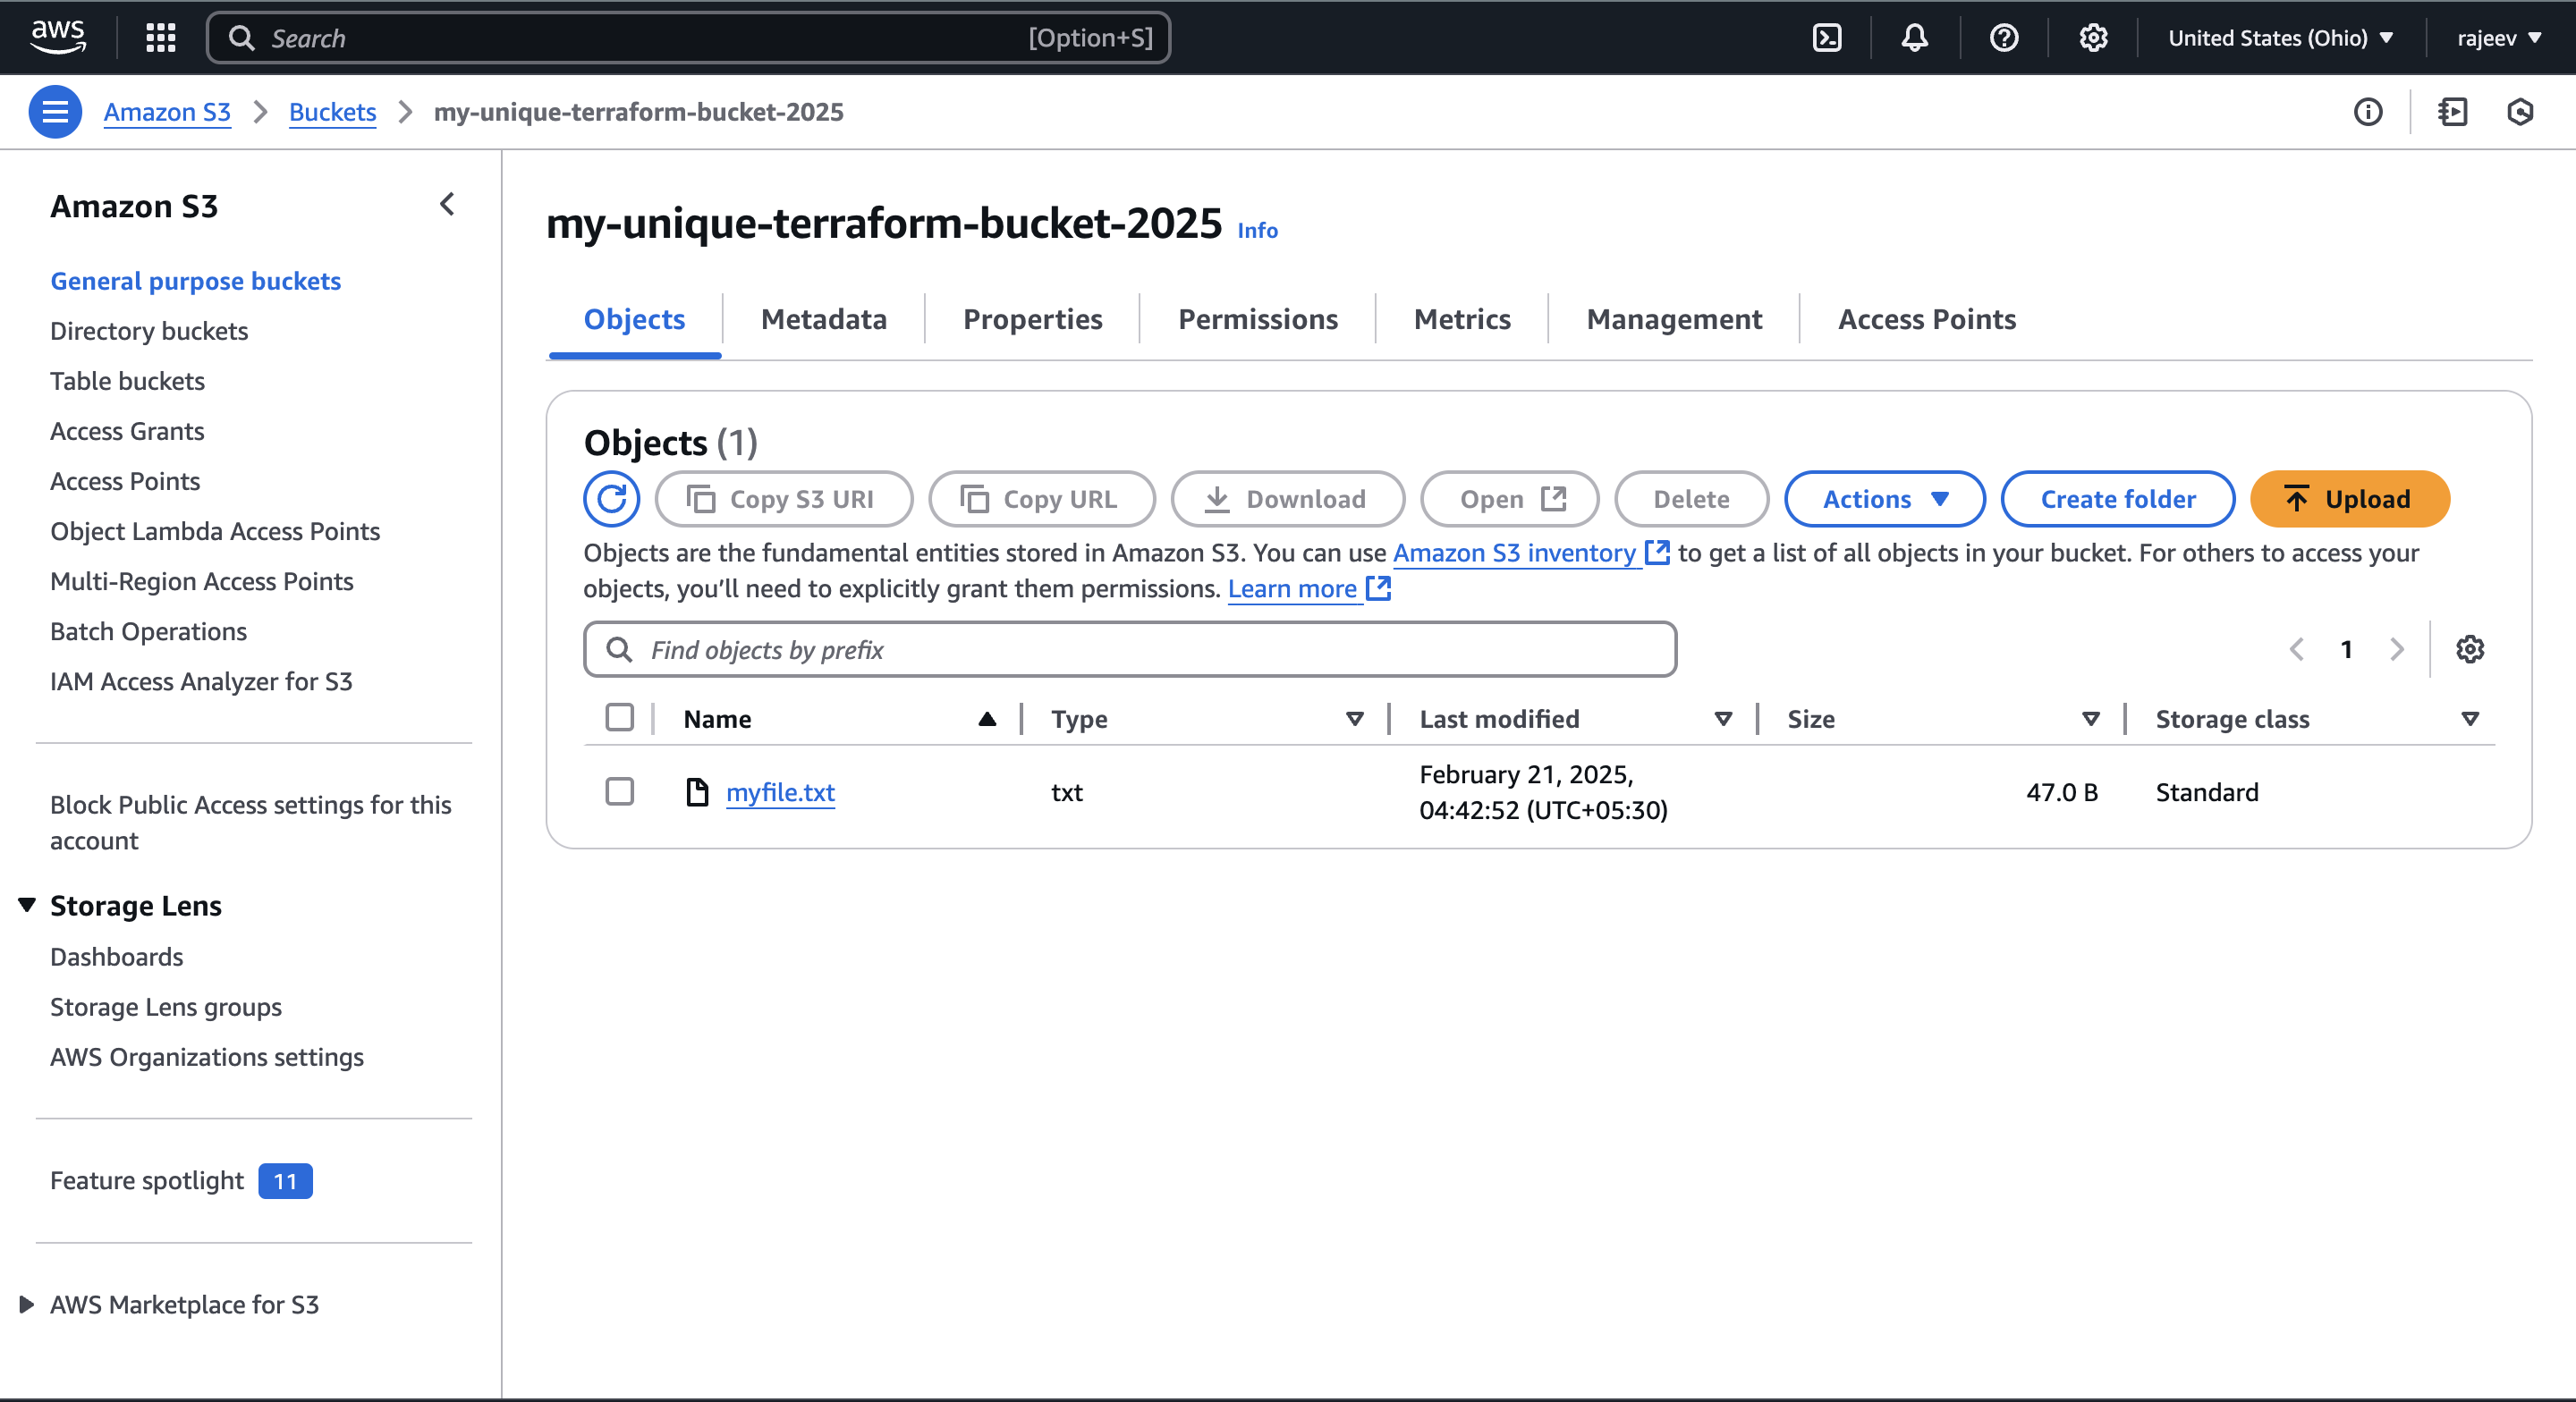 aws
Search [Option+S] United States (Ohio) rajeev
Amazon S3 Buckets my-unique-terraform-bucket-2025
Amazon S3
General purpose buckets
Directory buckets
Table buckets
Access Grants
Access Points
Object Lambda Access Points
Multi-Region Access Points
Batch Operations
IAM Access Analyzer for S3
Block Public Access settings for this
account
Storage Lens
Dashboards
Storage Lens groups
AWS Organizations settings
Feature spotlight 11
AWS Marketplace for S3
my-unique-terraform-bucket-2025 Info
Objects Metadata Properties Permissions Metrics Management Access Points
Objects (1)
Copy S3 URI Copy URL Download Open Delete Actions Create folder Upload
Objects are the fundamental entities stored in Amazon S3. You can use Amazon S3 inventory to get a list of all objects in your bucket. For others to access your
objects, you’ll need to explicitly grant them permissions. Learn more
Find objects by prefix 1
Name Type Last modified Size Storage class
myfile.txt txt February 21, 2025, 47.0 B Standard
04:42:52 (UTC+05:30)